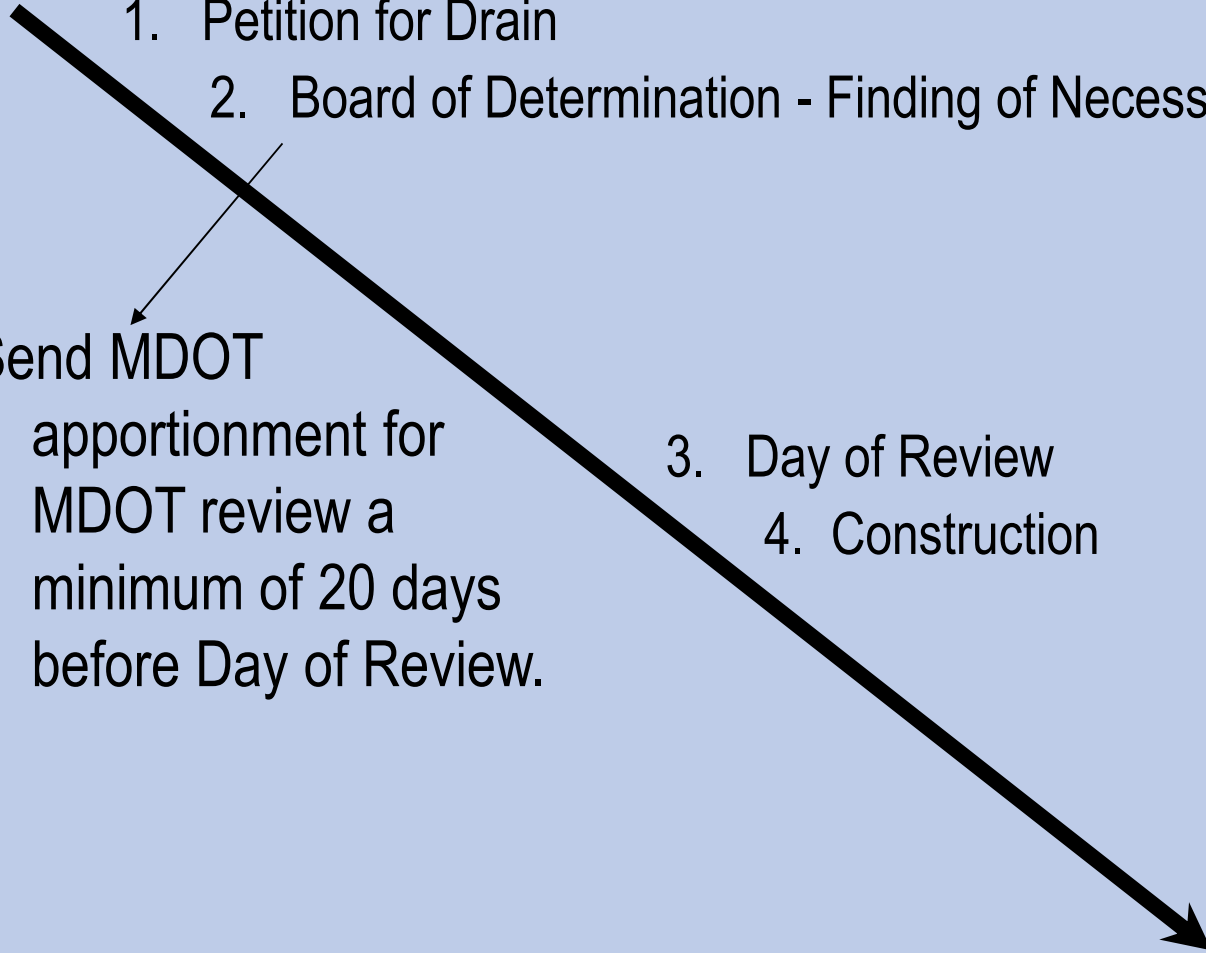 1. Petition for Drain
2. Board of Determination - Finding of Necess
Send MDOT
apportionment for
MDOT review a
minimum of 20 days
before Day of Review.
3. Day of Review
4. Construction